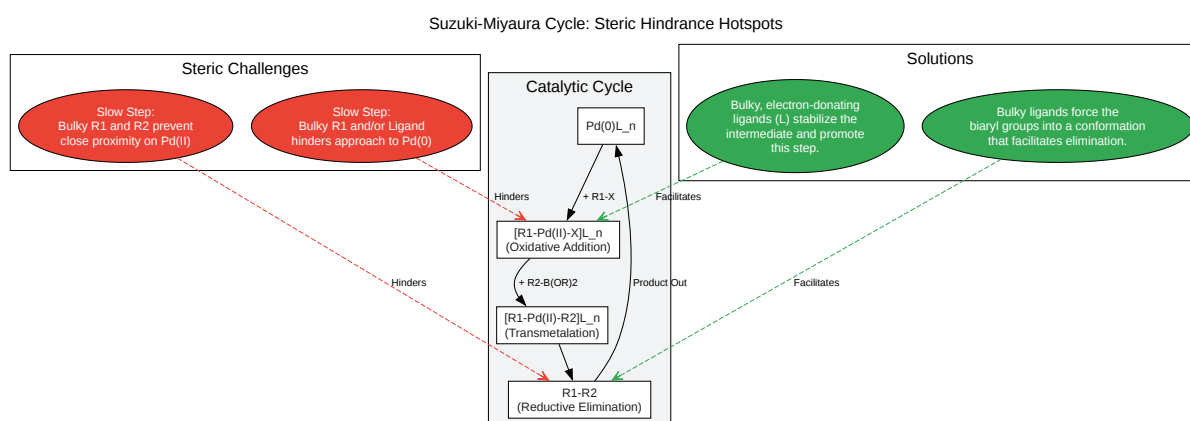 Suzuki-Miyaura Cycle: Steric Hindrance Hotspots
Steric Challenges
Slow Step:
Bulky R1 and R2 prevent
close proximity on Pd(II)
Slow Step:
Bulky R1 and/or Ligand
hinders approach to Pd(0)
Catalytic Cycle
Pd(0)L_n
+ R1-X
[R1-Pd(II)-X]L_n
(Oxidative Addition)
+ R2-B(OR)2
[R1-Pd(II)-R2]L_n
(Transmetalation)
R1-R2
(Reductive Elimination)
Product Out
Solutions
Bulky, electron-donating
ligands (L) stabilize the
intermediate and promote
this step.
Bulky ligands force the
biaryl groups into a conformation
that facilitates elimination.
Hinders
Facilitates
Hinders
Facilitates